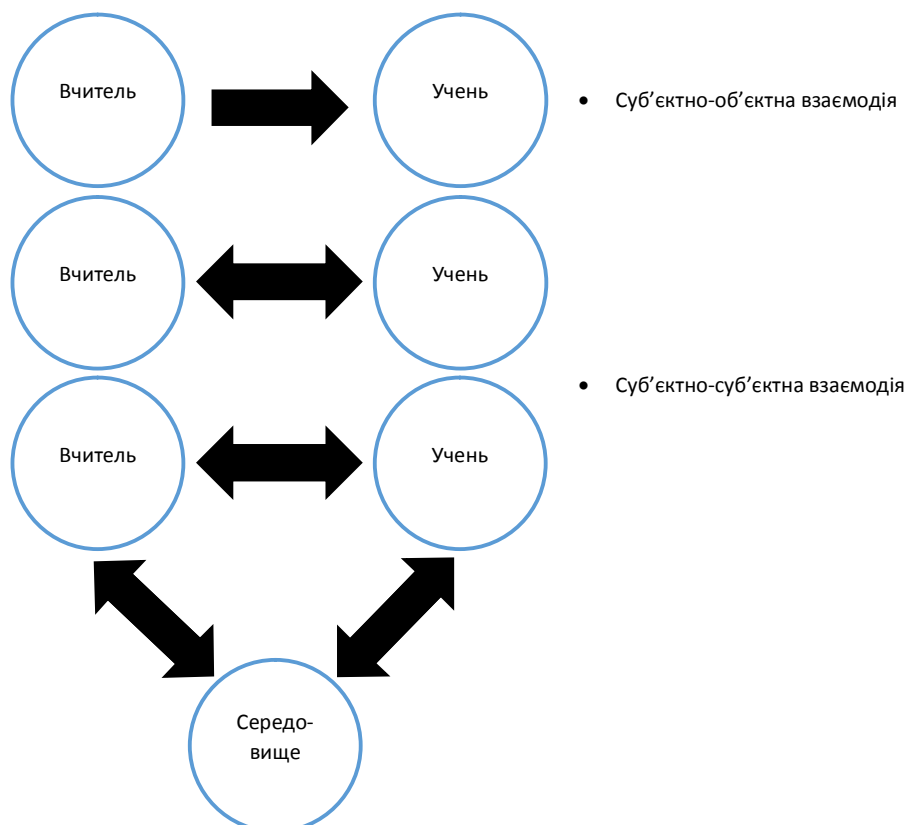 Вчитель
Учень
• Суб’єктно-об’єктна взаємодія
Вчитель
Учень
• Суб’єктно-суб’єктна взаємодія
Вчитель
Учень
Середо-
вище